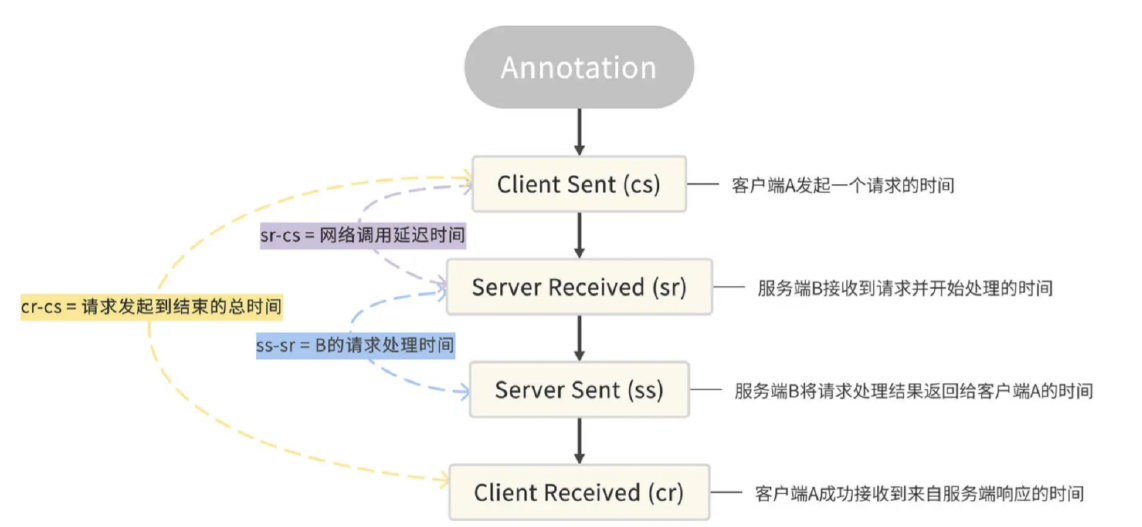 Annotation
Client Sent (cs)
客户端A发起一个请求的时间
sr-cs = 网络调用延迟时间
Server Received (sr)
服务端B接收到请求并开始处理的时间
cr-cs = 请求发起到结束的总时间
ss-sr = B的请求处理时间
Server Sent (ss)
服务端B将请求处理结果返回给客户端A的时间
Client Received (cr)
客户端A成功接收到来自服务端响应的时间